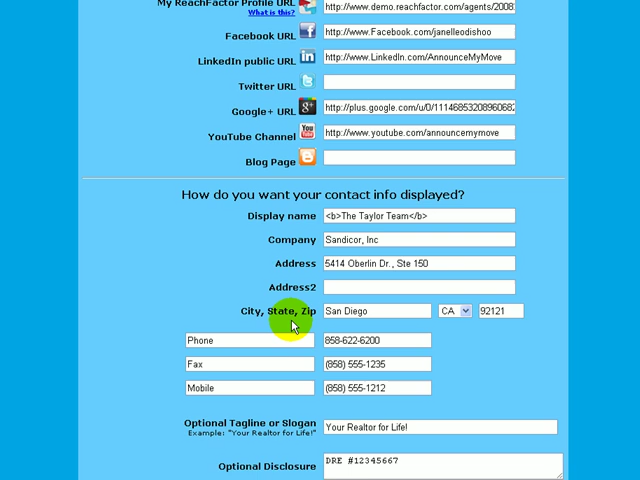 My ReachFactor Profile URL http://www.demo.reachfactor.com/agents/2008
What is this?
Facebook URL http://www.Facebook.com/janelleodishoo
LinkedIn public URL http://www.LinkedIn.com/AnnounceMyMove
Twitter URL
Google+ URL http://plus.google.com/u/0/11146853208960682
YouTube Channel http://www.youtube.com/announcemymove
Blog Page
How do you want your contact info displayed?
Display name <b>The Taylor Team</b>
Company Sandicor, Inc
Address 5414 Oberlin Dr., Ste 150
Address2
City, State, Zip San Diego CA 92121
Phone 858-622-6200
Fax (858) 555-1235
Mobile (858) 555-1212
Optional Tagline or Slogan Your Realtor for Life!
Example: "Your Realtor for Life!"
Optional Disclosure DRE #12345667